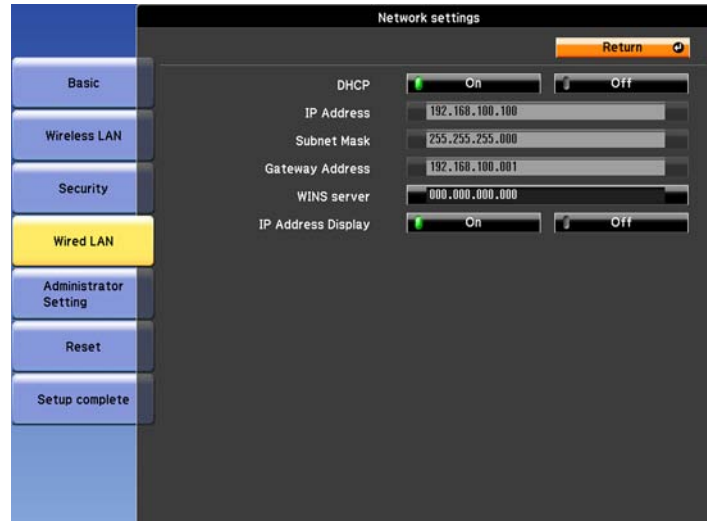 Network settings
Return
Basic
Wireless LAN
Security
Wired LAN
Administrator
Setting
Reset
Setup complete
DHCP On Off
IP Address 192.168.100.100
Subnet Mask 255.255.255.000
Gateway Address 192.168.100.001
WINS server 000.000.000.000
IP Address Display On Off